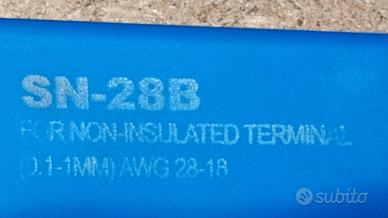 SN-28B
FOR NON-INSULATED TERMINAL
(0.1-1MM) AWG 28-18
subito